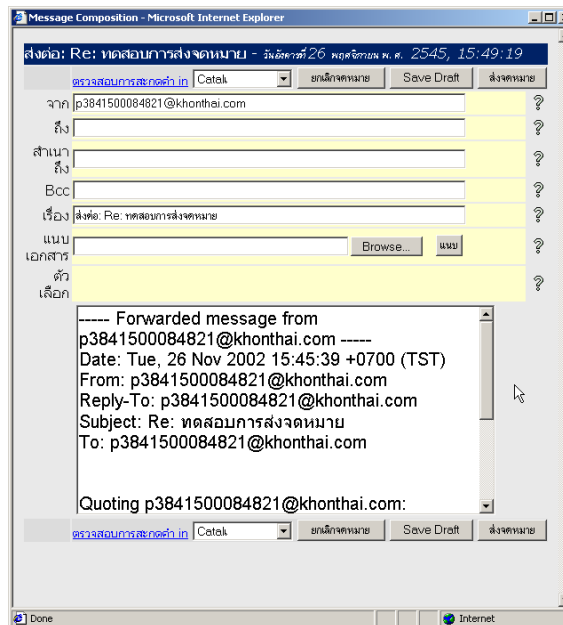 Message Composition - Microsoft Internet Explorer
ส่งต่อ: Re: ทดสอบการส่งจดหมาย - วันอังคารที่ 26 พฤศจิกายน พ.ศ. 2545, 15:49:19
ตรวจสอบการสะกดคำ in Catalɩ ยกเลิกจดหมาย Save Draft ส่งจดหมาย
จาก p3841500084821@khonthai.com ?
ถึง ?
สำเนา
ถึง ?
Bcc ?
เรื่อง ส่งต่อ: Re: ทดสอบการส่งจดหมาย ?
แนบ
เอกสาร Browse... แนบ ?
ตัว
เลือก ?
----- Forwarded message from
p3841500084821@khonthai.com -----
Date: Tue, 26 Nov 2002 15:45:39 +0700 (TST)
From: p3841500084821@khonthai.com
Reply-To: p3841500084821@khonthai.com
Subject: Re: ทดสอบการส่งจดหมาย
To: p3841500084821@khonthai.com
Quoting p3841500084821@khonthai.com:
ตรวจสอบการสะกดคำ in Catalɩ ยกเลิกจดหมาย Save Draft ส่งจดหมาย
Done Internet